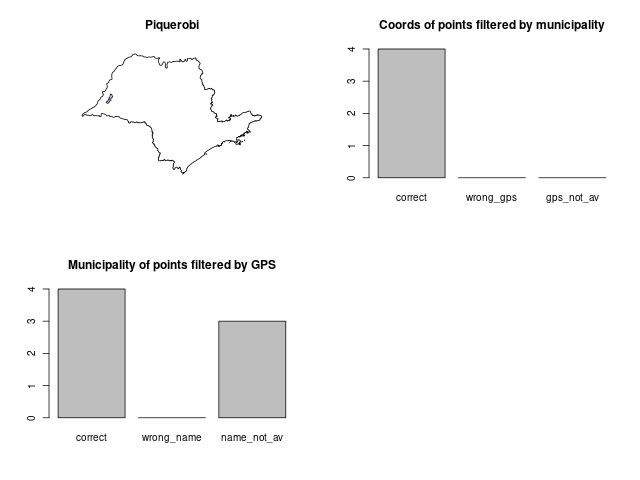 Piquerobi
Coords of points filtered by municipality
0 1 2 3 4
correct wrong_gps gps_not_av
Municipality of points filtered by GPS
0 1 2 3 4
correct wrong_name name_not_av